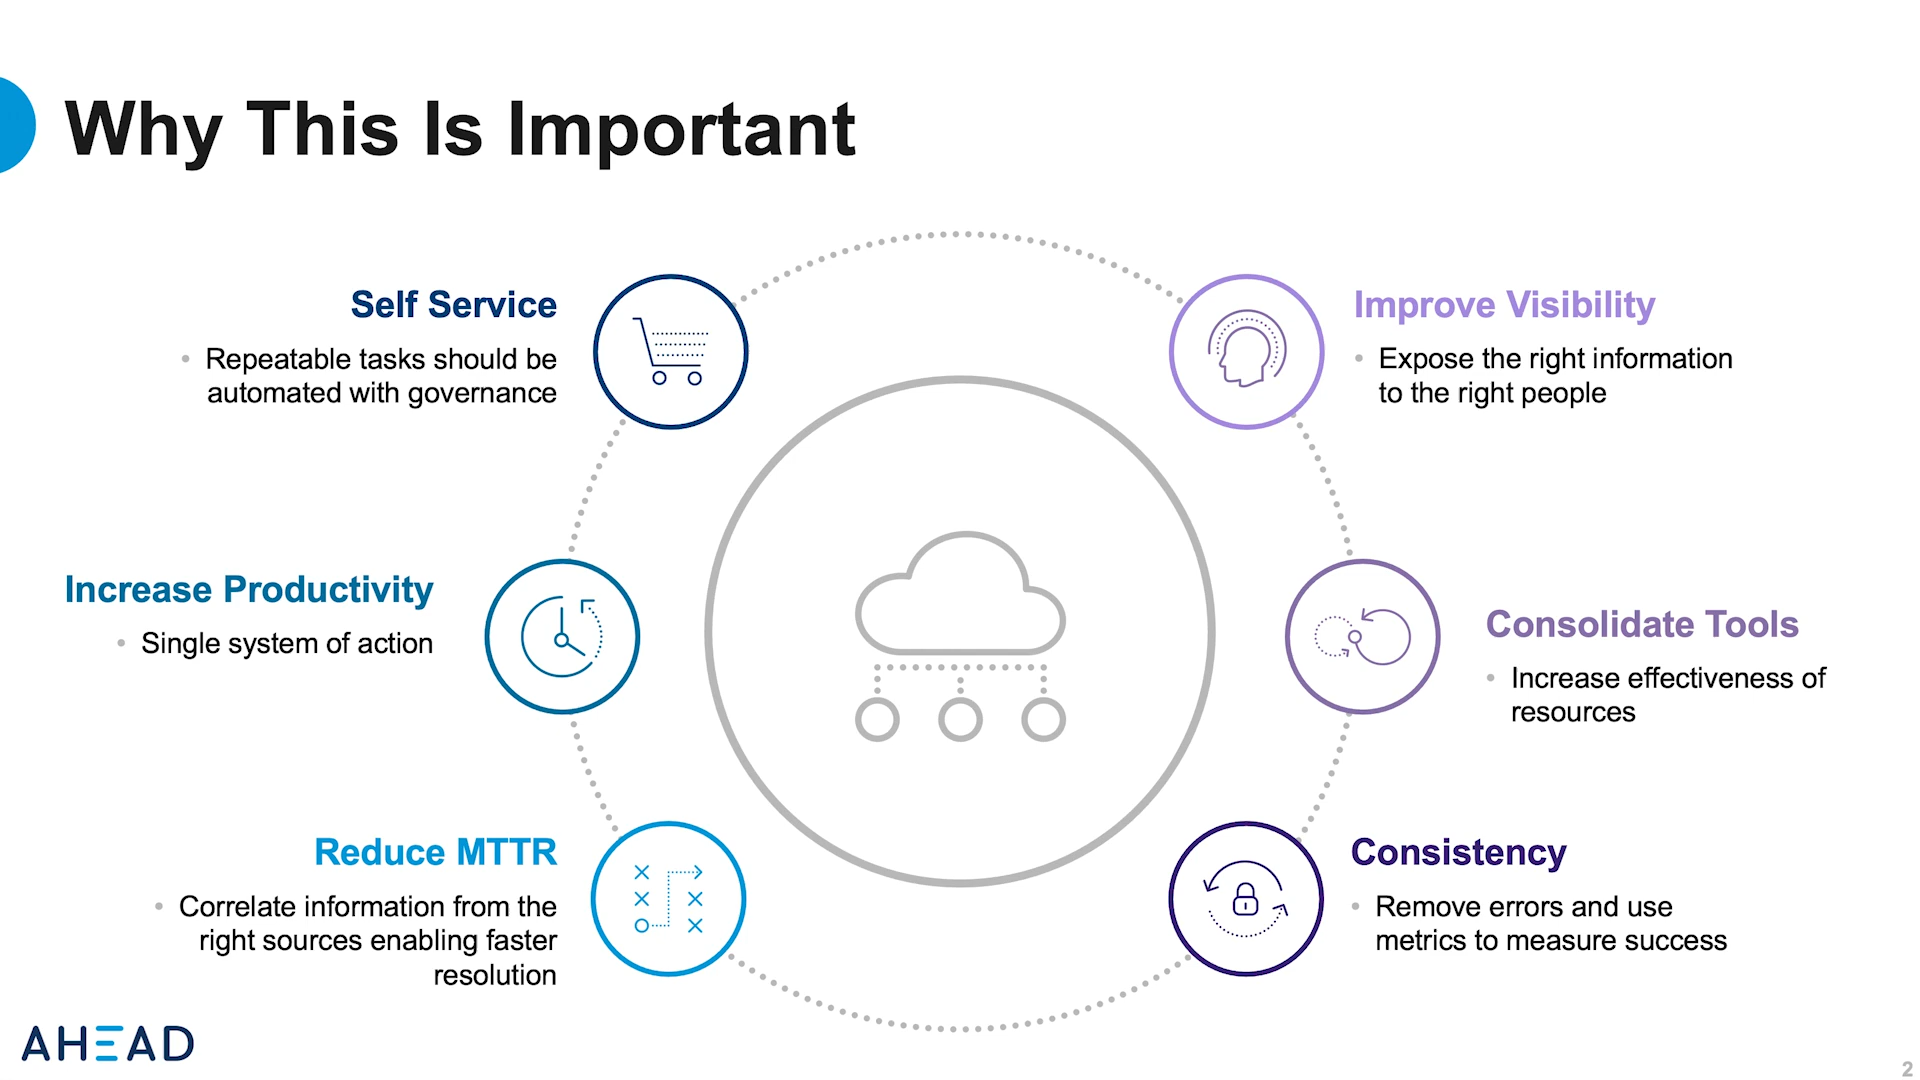 Why This Is Important
Self Service
• Repeatable tasks should be
automated with governance
Increase Productivity
• Single system of action
Reduce MTTR
• Correlate information from the
right sources enabling faster
resolution
Improve Visibility
• Expose the right information
to the right people
Consolidate Tools
• Increase effectiveness of
resources
Consistency
• Remove errors and use
metrics to measure success
AHEAD
2